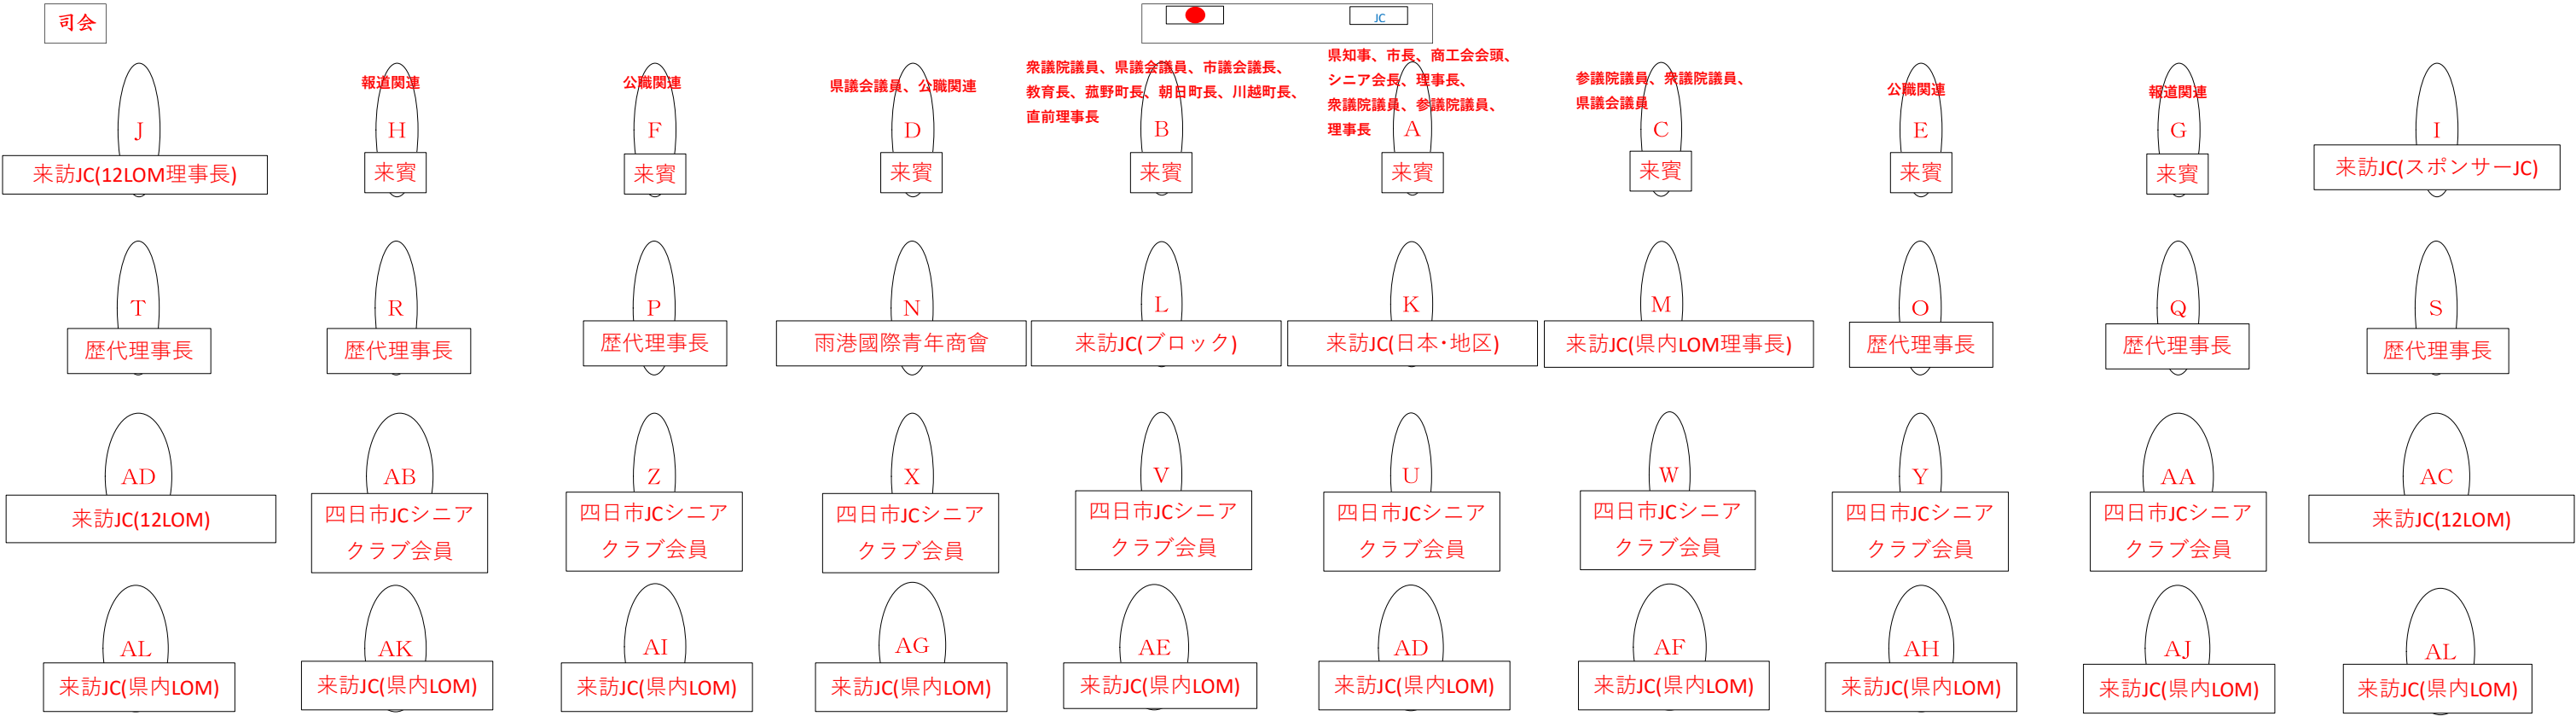 司会
JC
県知事、市長、商工会会頭、
シニア会長、理事長、
衆議院議員、参議院議員、
理事長
衆議院議員、県議会議員、市議会議長、
教育長、菰野町長、朝日町長、川越町長、
直前理事長
参議院議員、衆議院議員、
県議会議員
報道関連
公職関連
県議会議員、公職関連
公職関連
報道関連
J
H
F
D
B
A
C
E
G
I
来訪JC(12LOM理事長)
来賓
来賓
来賓
来賓
来賓
来賓
来賓
来賓
来訪JC(スポンサーJC)
T
R
P
N
L
K
M
O
Q
S
歴代理事長
歴代理事長
歴代理事長
雨港國際青年商會
来訪JC(ブロック)
来訪JC(日本･地区)
来訪JC(県内LOM理事長)
歴代理事長
歴代理事長
歴代理事長
AD
AB
Z
X
V
U
W
Y
AA
AC
来訪JC(12LOM)
四日市JCシニア
クラブ会員
四日市JCシニア
クラブ会員
四日市JCシニア
クラブ会員
四日市JCシニア
クラブ会員
四日市JCシニア
クラブ会員
四日市JCシニア
クラブ会員
四日市JCシニア
クラブ会員
四日市JCシニア
クラブ会員
来訪JC(12LOM)
AL
AK
AI
AG
AE
AD
AF
AH
AJ
AL
来訪JC(県内LOM)
来訪JC(県内LOM)
来訪JC(県内LOM)
来訪JC(県内LOM)
来訪JC(県内LOM)
来訪JC(県内LOM)
来訪JC(県内LOM)
来訪JC(県内LOM)
来訪JC(県内LOM)
来訪JC(県内LOM)